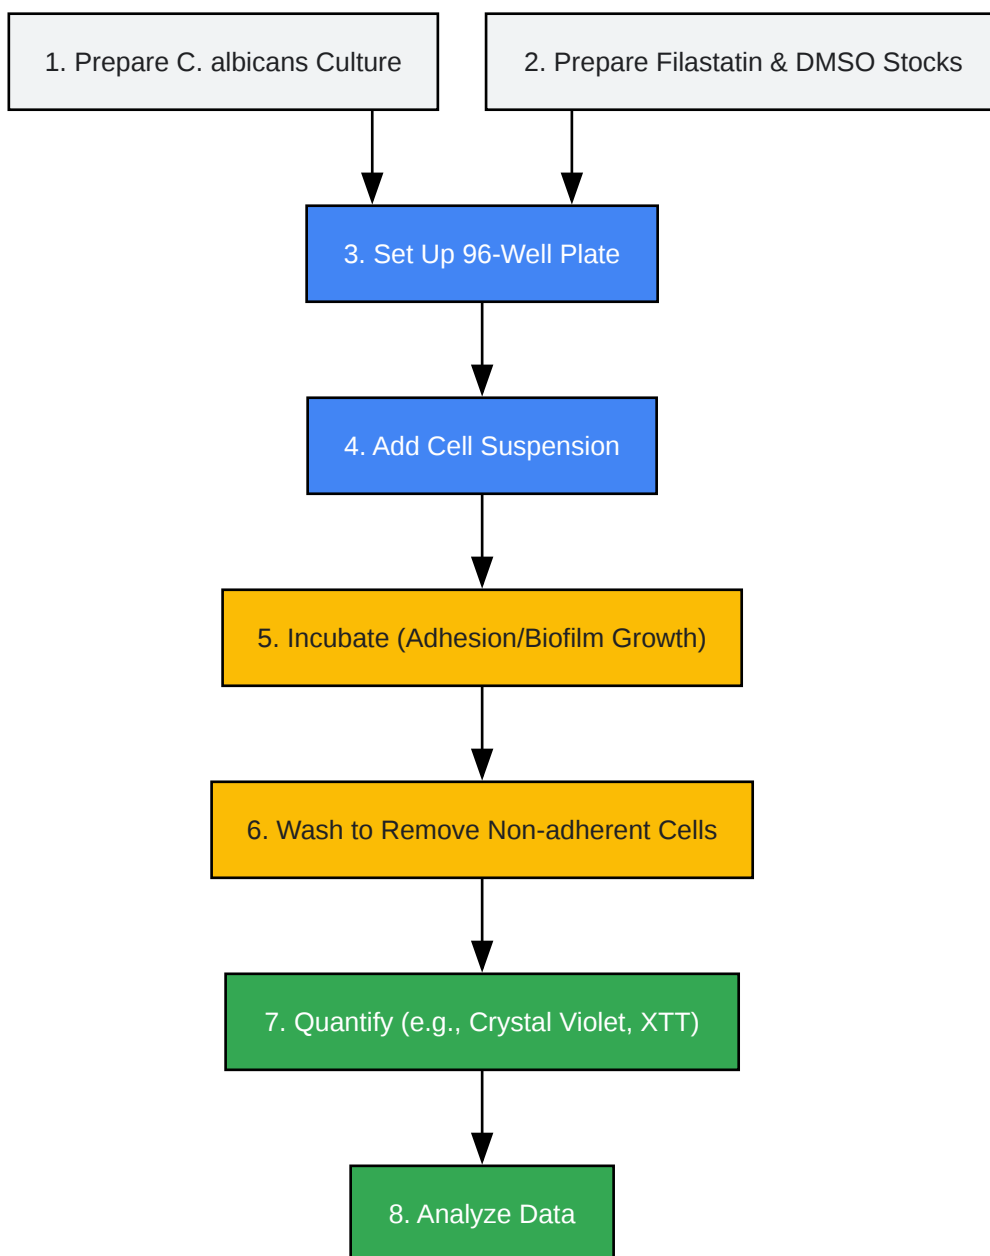 1. Prepare C. albicans Culture
2. Prepare Filastatin & DMSO Stocks
3. Set Up 96-Well Plate
4. Add Cell Suspension
5. Incubate (Adhesion/Biofilm Growth)
6. Wash to Remove Non-adherent Cells
7. Quantify (e.g., Crystal Violet, XTT)
8. Analyze Data